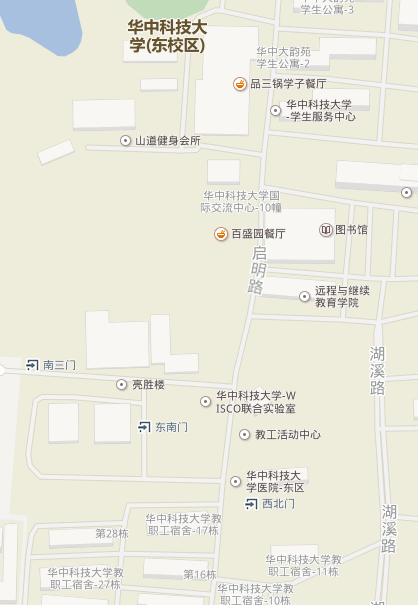 学生公寓-3
华中科技大
学(东校区)
华中大韵苑
学生公寓-2
品三锅学子餐厅
华中科技大学
-学生服务中心
山道健身会所
华中科技大学国
际交流中心-10幢
百盛园餐厅
图书馆
启明路
远程与继续
教育学院
湖溪路
南三门
亮胜楼
华中科技大学-W
ISCO联合实验室
东南门
教工活动中心
华中科技大
学医院-东区
西北门
湖溪路
华中科技大学教
职工宿舍-17栋
第28栋
华中科技大学教
职工宿舍-11栋
华中科技大学教
职工宿舍-27栋
第16栋
华中科技大学教
职工宿舍-10栋